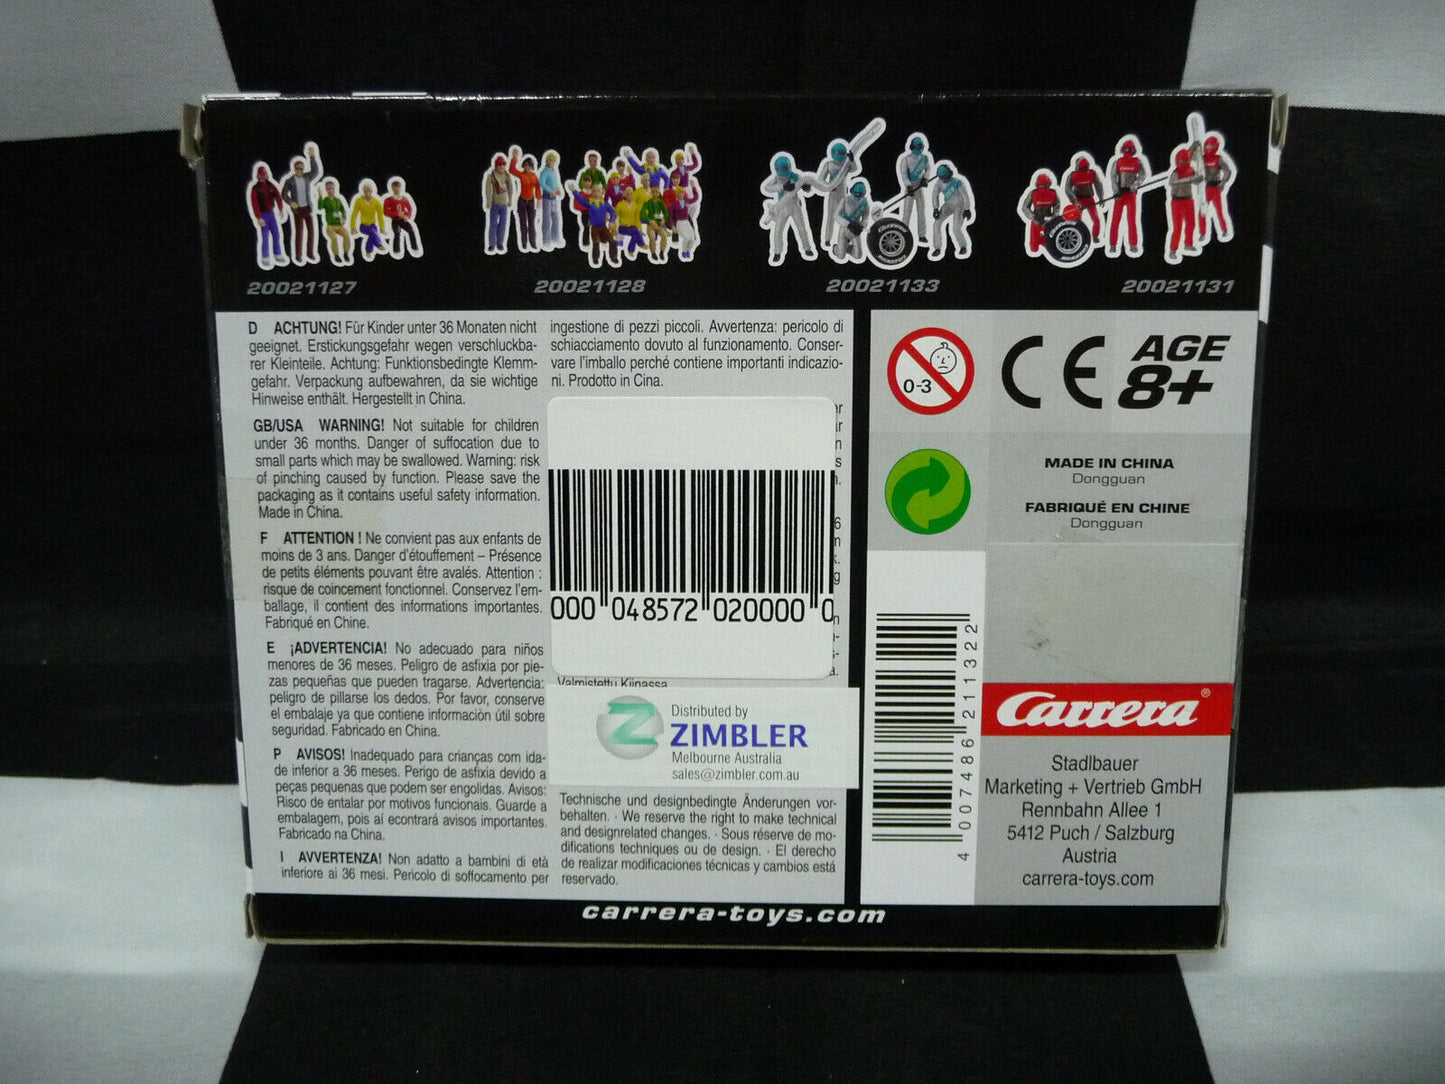 20021127
20021128
20021133
20021131
D ACHTUNG! Für Kinder unter 36 Monaten nicht
geeignet. Erstickungsgefahr wegen verschluckba-
rer Kleinteile. Achtung: Funktionsbedingte Klemm-
gefahr. Verpackung aufbewahren, da sie wichtige
Hinweise enthält. Hergestellt in China.
GB/USA WARNING! Not suitable for children
under 36 months. Danger of suffocation due to
small parts which may be swallowed. Warning: risk
of pinching caused by function. Please save the
packaging as it contains useful safety information.
Made in China.
F ATTENTION ! Ne convient pas aux enfants de
moins de 3 ans. Danger d'étouffement – Présence
de petits éléments pouvant être avalés. Attention :
risque de coincement fonctionnel. Conservez l'em-
ballage, il contient des informations importantes.
Fabriqué en Chine.
E ¡ADVERTENCIA! No adecuado para niños
menores de 36 meses. Peligro de asfixia por pie-
zas pequeñas que pueden tragarse. Advertencia:
peligro de pillarse los dedos. Por favor, conserve
el embalaje ya que contiene información útil sobre
seguridad. Fabricado en China.
P AVISOS! Inadequado para crianças com ida-
de inferior a 36 meses. Perigo de asfixia devido a
peças pequenas que podem ser engolidas. Avisos:
Risco de entalar por motivos funcionais. Guarde a
embalagem, pois aí econtrará avisos importantes.
Fabricado na China.
I AVVERTENZA! Non adatto a bambini di età
inferiore ai 36 mesi. Pericolo di soffocamento per
ingestione di pezzi piccoli. Avvertenza: pericolo di
schiacciamento dovuto al funzionamento. Conser-
vare l'imballo perché contiene importanti indicazio-
ni. Prodotto in Cina.
000 048572 020000 0
Valmistettu Kiinassa
Distributed by
ZIMBLER
Melbourne Australia
sales@zimbler.com.au
Technische und designbedingte Änderungen vor-
behalten. · We reserve the right to make technical
and designrelated changes. · Sous réserve de mo-
difications techniques ou de design. · El derecho
de realizar modificaciones técnicas y cambios está
reservado.
0-3
CE
AGE
8+
MADE IN CHINA
Dongguan
FABRIQUÉ EN CHINE
Dongguan
4 007486 211322
Carrera®
Stadlbauer
Marketing + Vertrieb GmbH
Rennbahn Allee 1
5412 Puch / Salzburg
Austria
carrera-toys.com
carrera-toys.com